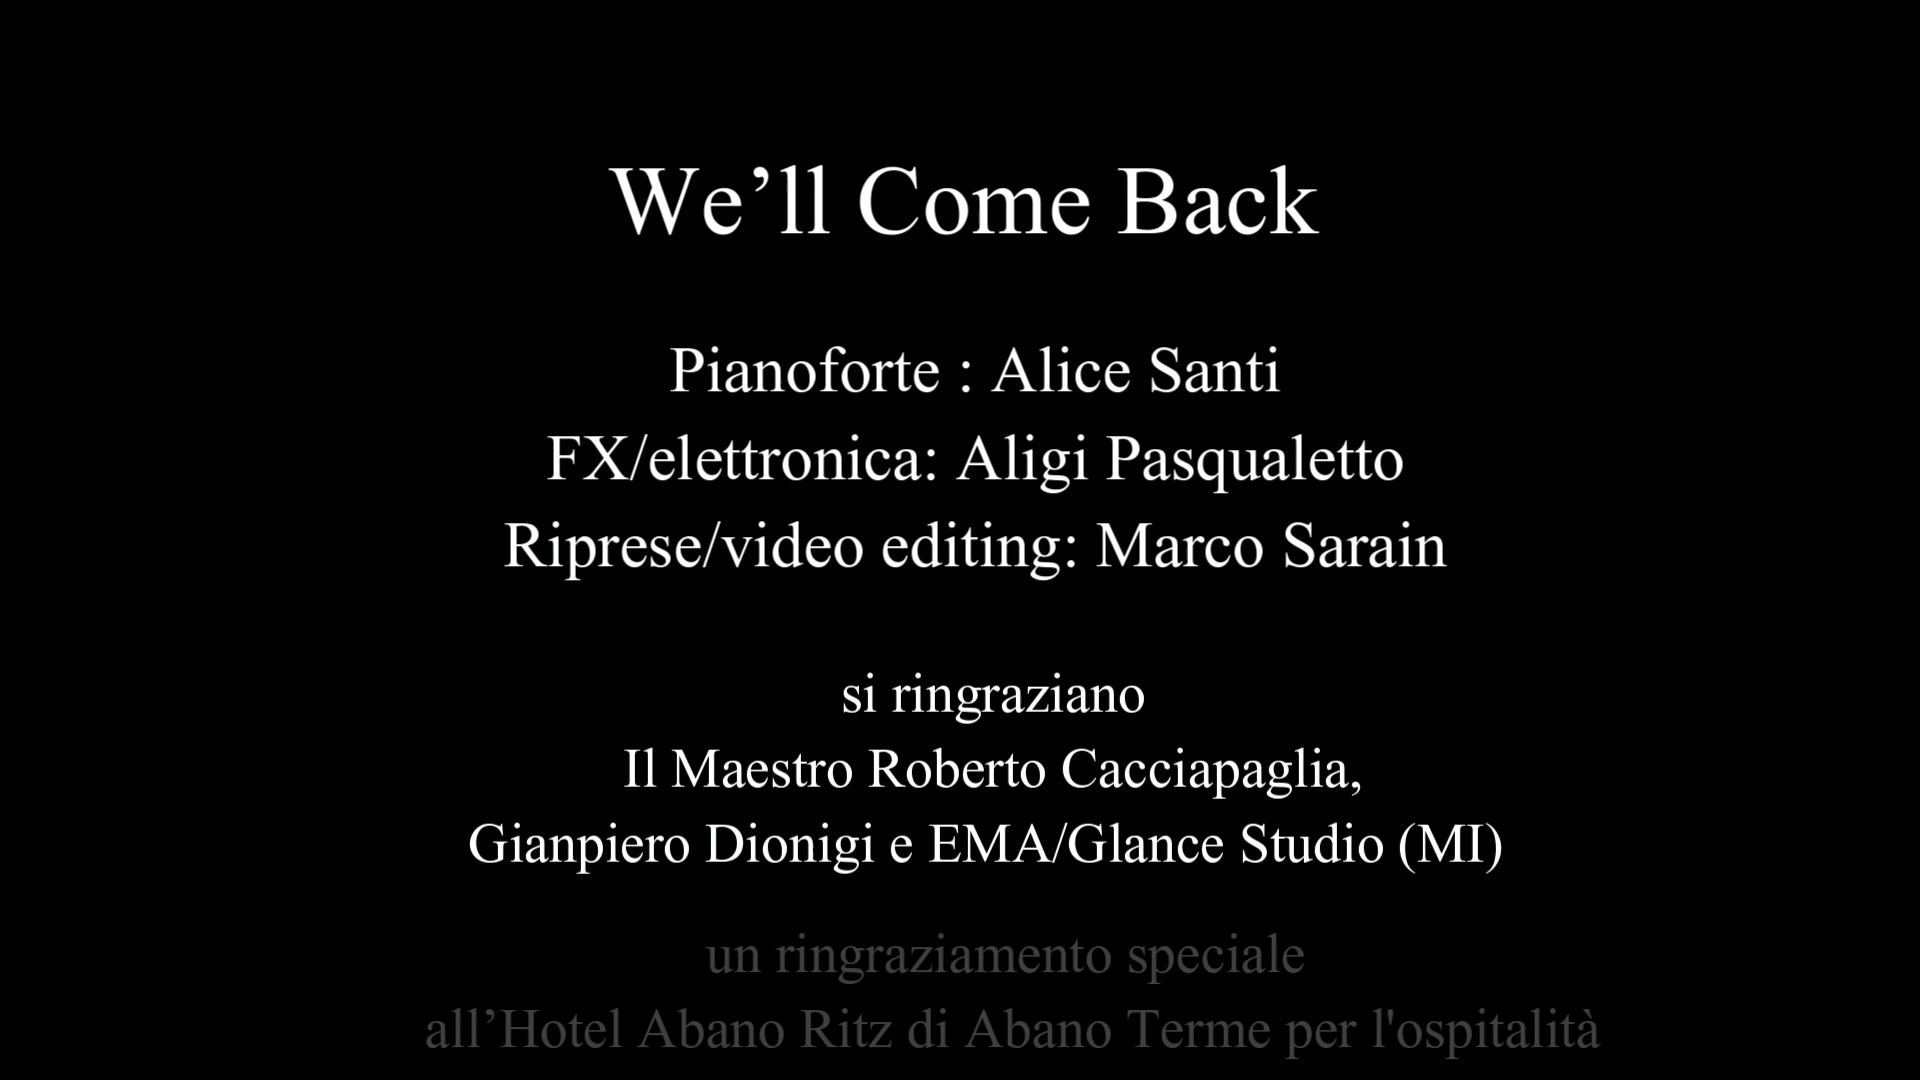 We’ll Come Back
Pianoforte : Alice Santi
FX/elettronica: Aligi Pasqualetto
Riprese/video editing: Marco Sarain
si ringraziano
Il Maestro Roberto Cacciapaglia,
Gianpiero Dionigi e EMA/Glance Studio (MI)
un ringraziamento speciale
all’Hotel Abano Ritz di Abano Terme per l'ospitalità